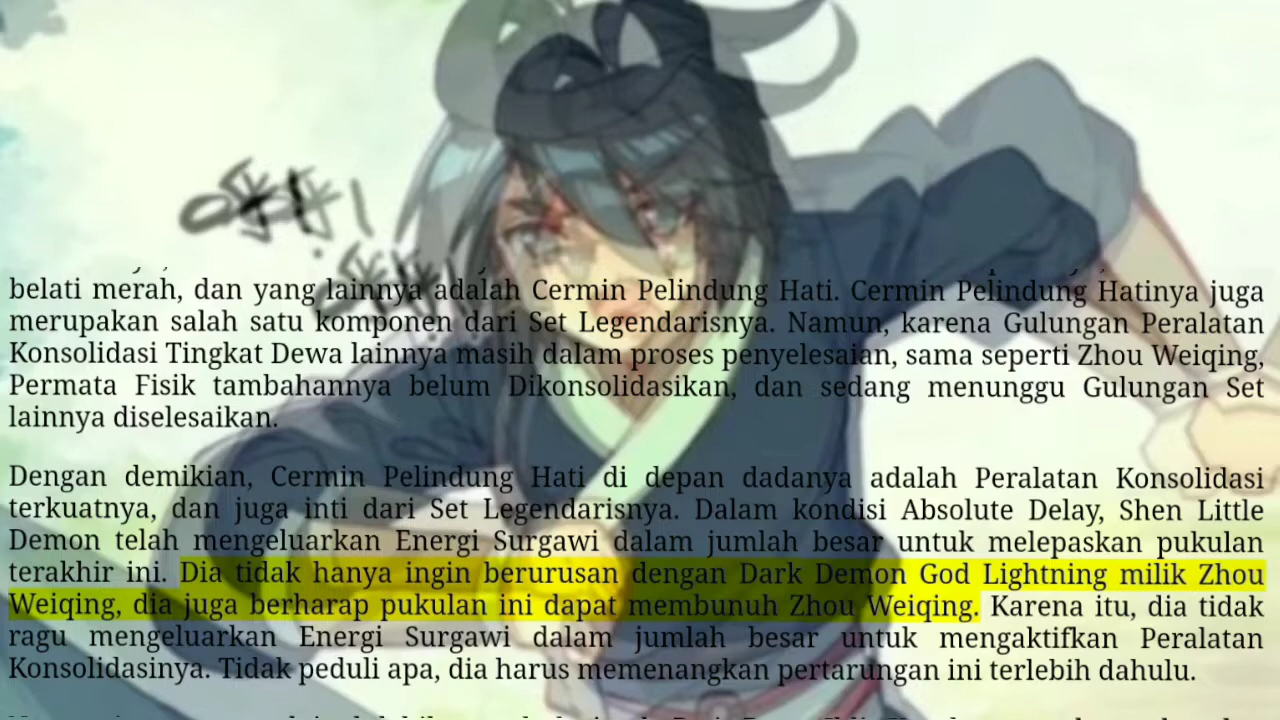 belati merah, dan yang lainnya adalah Cermin Pelindung Hati. Cermin Pelindung Hatinya juga
merupakan salah satu komponen dari Set Legendarisnya. Namun, karena Gulungan Peralatan
Konsolidasi Tingkat Dewa lainnya masih dalam proses penyelesaian, sama seperti Zhou Weiqing,
Permata Fisik tambahannya belum Dikonsolidasikan, dan sedang menunggu Gulungan Set
lainnya diselesaikan.
Dengan demikian, Cermin Pelindung Hati di depan dadanya adalah Peralatan Konsolidasi
terkuatnya, dan juga inti dari Set Legendarisnya. Dalam kondisi Absolute Delay, Shen Little
Demon telah mengeluarkan Energi Surgawi dalam jumlah besar untuk melepaskan pukulan
terakhir ini. Dia tidak hanya ingin berurusan dengan Dark Demon God Lightning milik Zhou
Weiqing, dia juga berharap pukulan ini dapat membunuh Zhou Weiqing. Karena itu, dia tidak
ragu mengeluarkan Energi Surgawi dalam jumlah besar untuk mengaktifkan Peralatan
Konsolidasinya. Tidak peduli apa, dia harus memenangkan pertarungan ini terlebih dahulu.